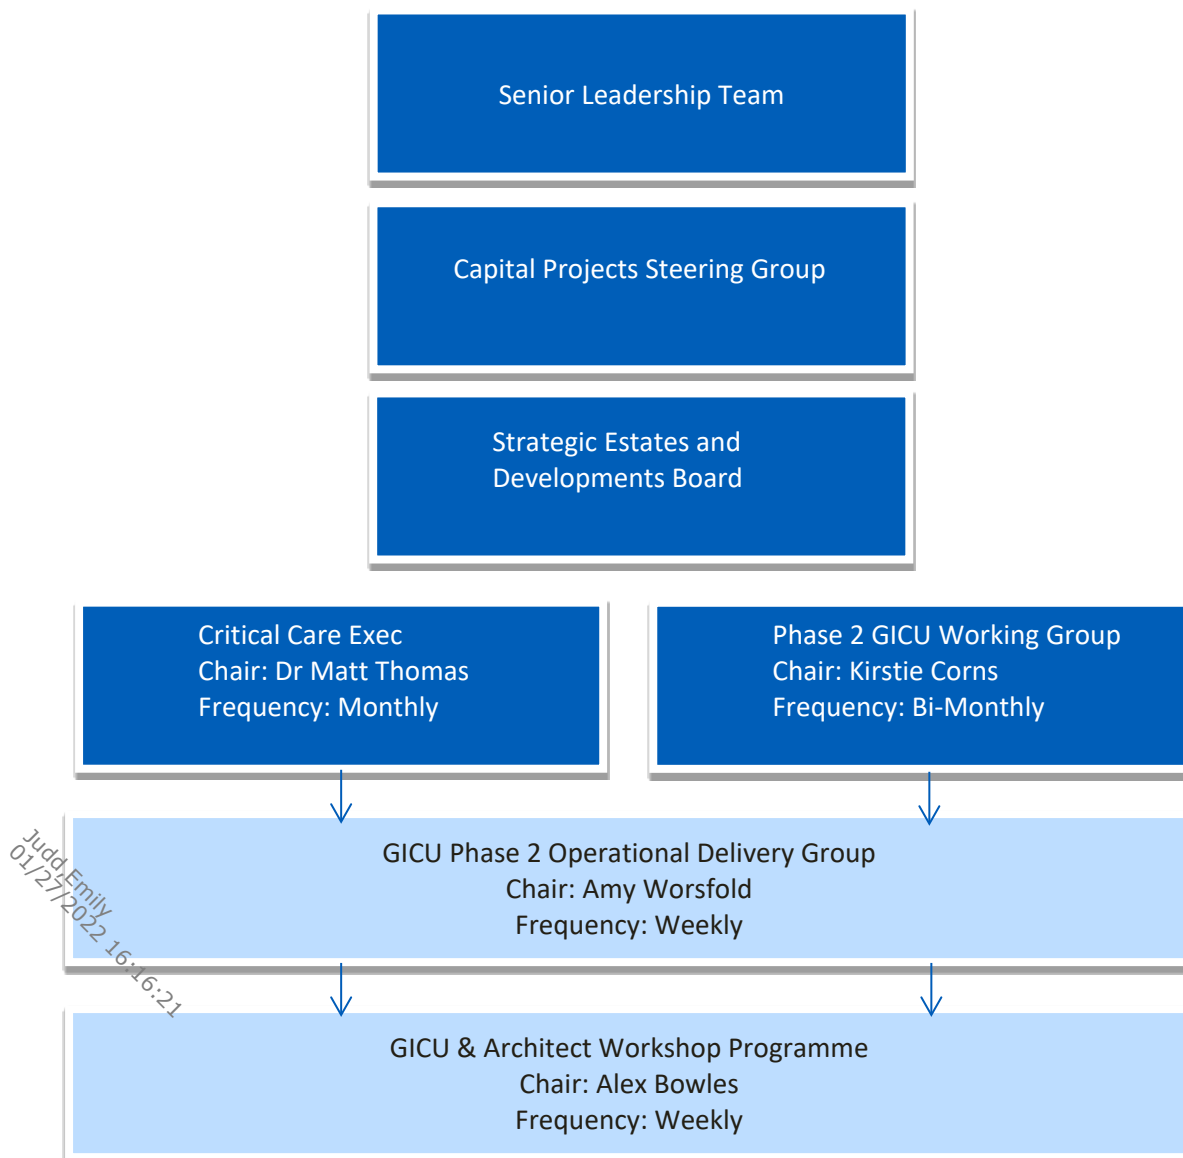 Senior Leadership Team
Capital Projects Steering Group
Strategic Estates and
Developments Board
Critical Care Exec
Chair: Dr Matt Thomas
Frequency: Monthly
Phase 2 GICU Working Group
Chair: Kirstie Corns
Frequency: Bi-Monthly
GICU Phase 2 Operational Delivery Group
Chair: Amy Worsfold
Frequency: Weekly
Judd,Emily
01/27/2022 16:16:21
GICU & Architect Workshop Programme
Chair: Alex Bowles
Frequency: Weekly